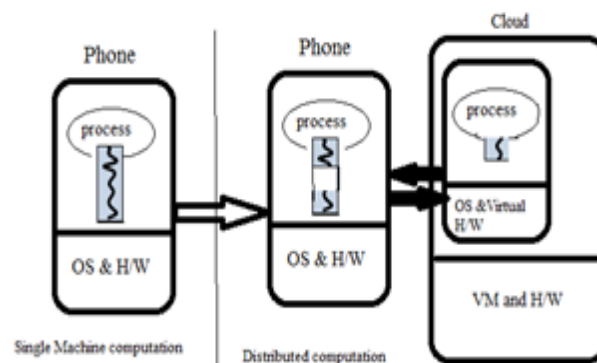 Cloud
Phone
Phone
process
process
process
OS &Virtual
H/W
OS & H/W
OS & H/W
VM and H/W
Single Machine computation
Distributed computation